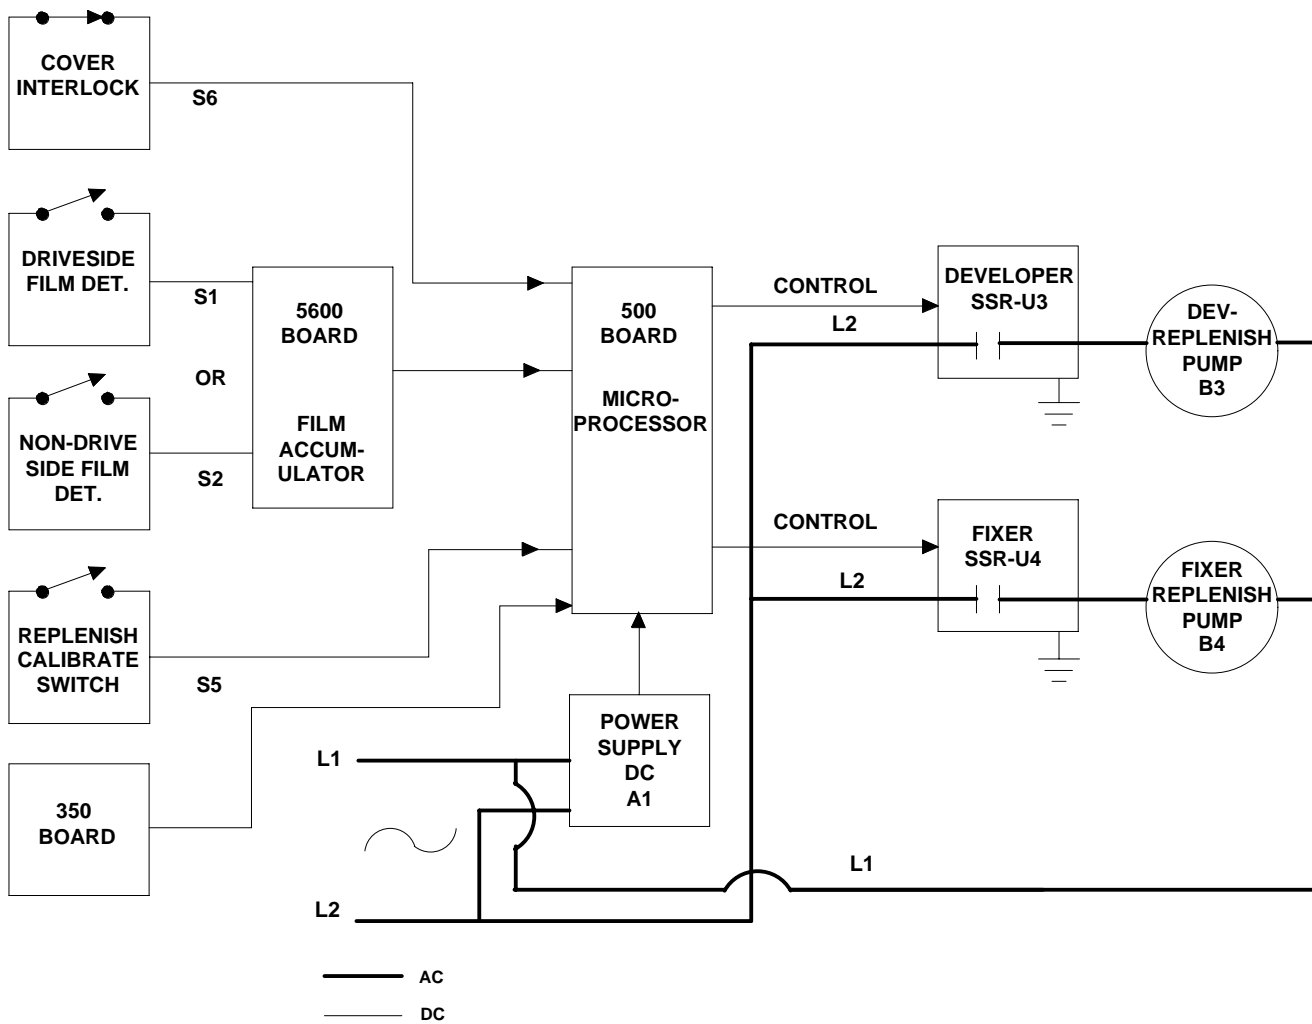 COVER
INTERLOCK
S6
DRIVESIDE
FILM DET.
S1
OR
NON-DRIVE
SIDE FILM
DET.
S2
5600
BOARD
FILM
ACCUM-
ULATOR
REPLENISH
CALIBRATE
SWITCH
S5
350
BOARD
500
BOARD
MICRO-
PROCESSOR
POWER
SUPPLY
DC
A1
L1
L2
CONTROL
L2
DEVELOPER
SSR-U3
DEV-
REPLENISH
PUMP
B3
CONTROL
L2
FIXER
SSR-U4
FIXER
REPLENISH
PUMP
B4
L1
AC
DC